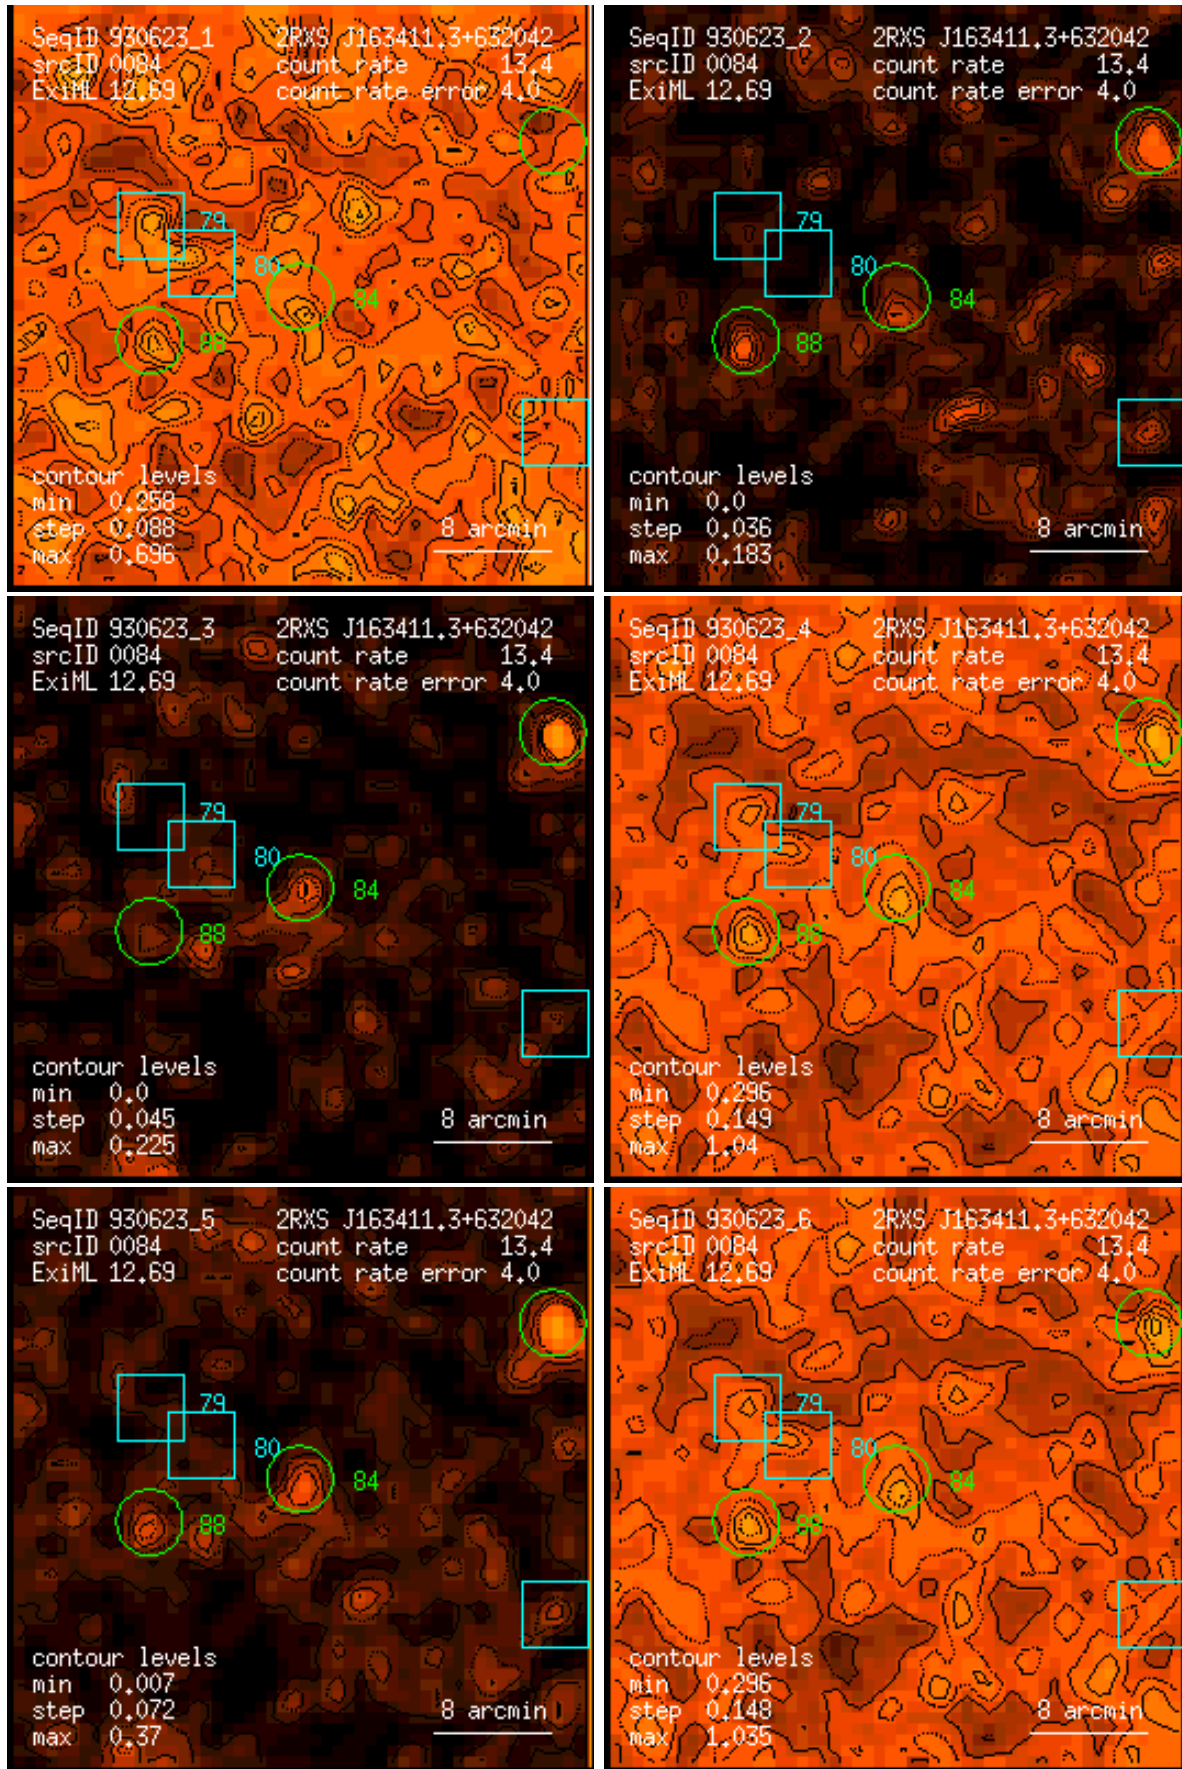 SeqID 930623_1 2RXS J163411.3+632042
srcID 0084 count rate 13.4
ExiML 12.69 count rate error 4.0
79
80
84
88
contour levels
min 0.258
step 0.088 8 arcmin
max 0.696
SeqID 930623_2 2RXS J163411.3+632042
srcID 0084 count rate 13.4
ExiML 12.69 count rate error 4.0
79
80
84
88
contour levels
min 0.0
step 0.036 8 arcmin
max 0.183
SeqID 930623_3 2RXS J163411.3+632042
srcID 0084 count rate 13.4
ExiML 12.69 count rate error 4.0
79
80
84
88
contour levels
min 0.0
step 0.045 8 arcmin
max 0.225
SeqID 930623_4 2RXS J163411.3+632042
srcID 0084 count rate 13.4
ExiML 12.69 count rate error 4.0
79
80
84
88
contour levels
min 0.296
step 0.149 8 arcmin
max 1.04
SeqID 930623_5 2RXS J163411.3+632042
srcID 0084 count rate 13.4
ExiML 12.69 count rate error 4.0
79
80
84
88
contour levels
min 0.007
step 0.072 8 arcmin
max 0.37
SeqID 930623_6 2RXS J163411.3+632042
srcID 0084 count rate 13.4
ExiML 12.69 count rate error 4.0
79
80
84
88
contour levels
min 0.296
step 0.148 8 arcmin
max 1.035